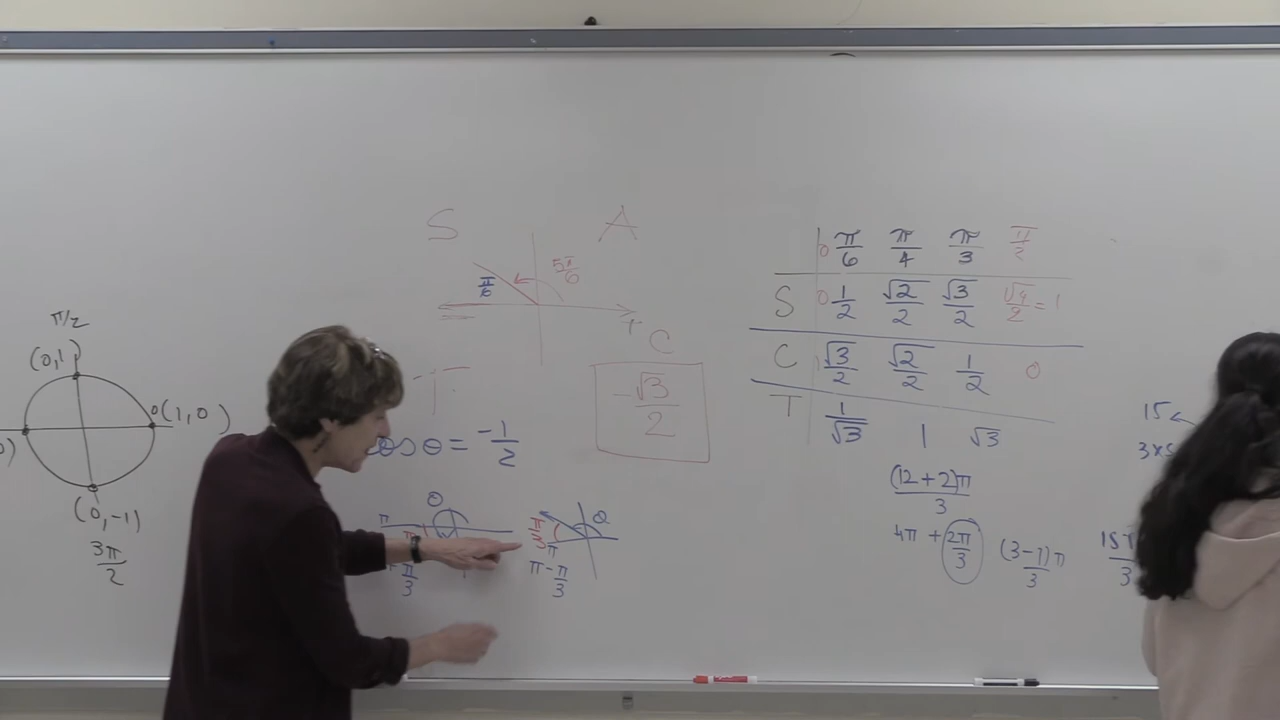 π/2
(0,1)
0(1,0)
(0,-1)
3π/2
S A
π/6 5π/6
T C
-√3/2
cos θ = -1/2
θ
π
π/3
θ
π/3
π
π - π/3
0 π/6 π/4 π/3 π/2
S 0 1/2 √2/2 √3/2 √4/2 = 1
C 1 √3/2 √2/2 1/2 0
T 1/√3 1 √3
(12+2)π/3
4π + 2π/3 (3-1)π/3
15
3×5